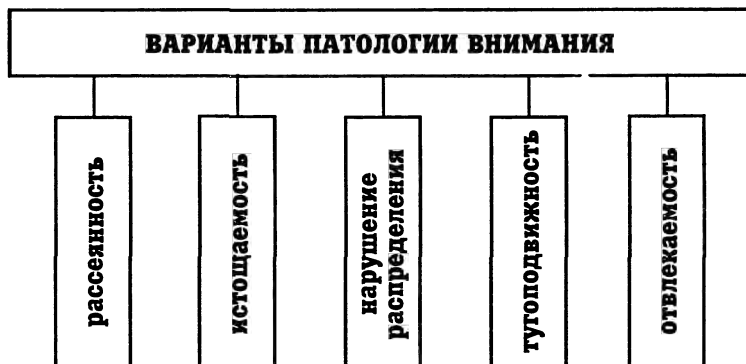 ВАРИАНТЫ ПАТОЛОГИИ ВНИМАНИЯ
рассеянность
истощаемость
нарушение
распределения
тугоподвижность
отвлекаемость